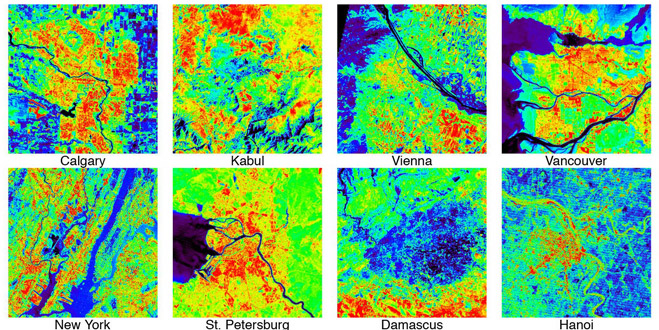 Calgary
Kabul
Vienna
Vancouver
New York
St. Petersburg
Damascus
Hanoi